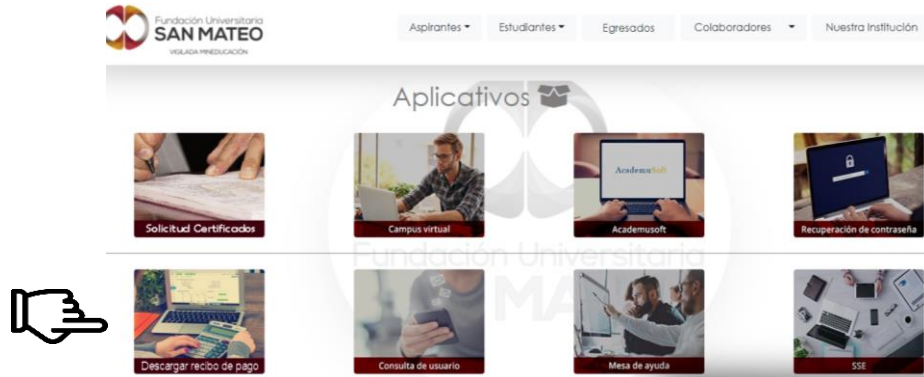 Fundación Universitaria
SAN MATEO
VIGILADA MINEDUCACIÓN
Aspirantes Estudiantes Egresados Colaboradores Nuestra Institución
Aplicativos
AcademuSoft
Solicitud Certificados Campus virtual Academusoft Recuperación de contraseña
Fundación Universitaria
MA
Descargar recibo de pago Consulta de usuario Mesa de ayuda SSE